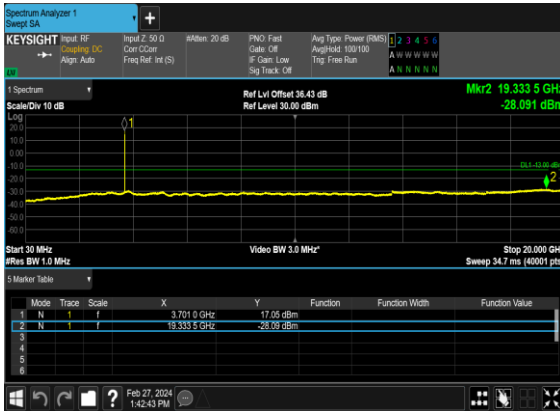 Spectrum Analyzer 1
Swept SA
KEYSIGHT Input: RF Input Z: 50 Ω #Atten: 20 dB PNO: Fast Avg Type: Power (RMS) 1 2 3 4 5 6
Coupling: DC Corr CCorr Gate: Off Avg|Hold: 100/100 A W W W W W
Align: Auto Freq Ref: Int (S) IF Gain: Low Trig: Free Run
Sig Track: Off A N N N N N
1 Spectrum Ref Lvl Offset 36.43 dB Mkr2 19.333 5 GHz
Scale/Div 10 dB Ref Level 30.00 dBm -28.091 dBm
Log
20.0
10.0
0.00
-10.0
-20.0
-30.0
-40.0
-50.0
-60.0
1
DL1 -13.00 dBm
2
Start 30 MHz Video BW 3.0 MHz* Stop 20.000 GHz
#Res BW 1.0 MHz Sweep 34.7 ms (40001 pts)
5 Marker Table
Mode Trace Scale X Y Function Function Width Function Value
1 N 1 f 3.701 0 GHz 17.05 dBm
2 N 1 f 19.333 5 GHz -28.09 dBm
3
4
5
6
? Feb 27, 2024
1:42:43 PM